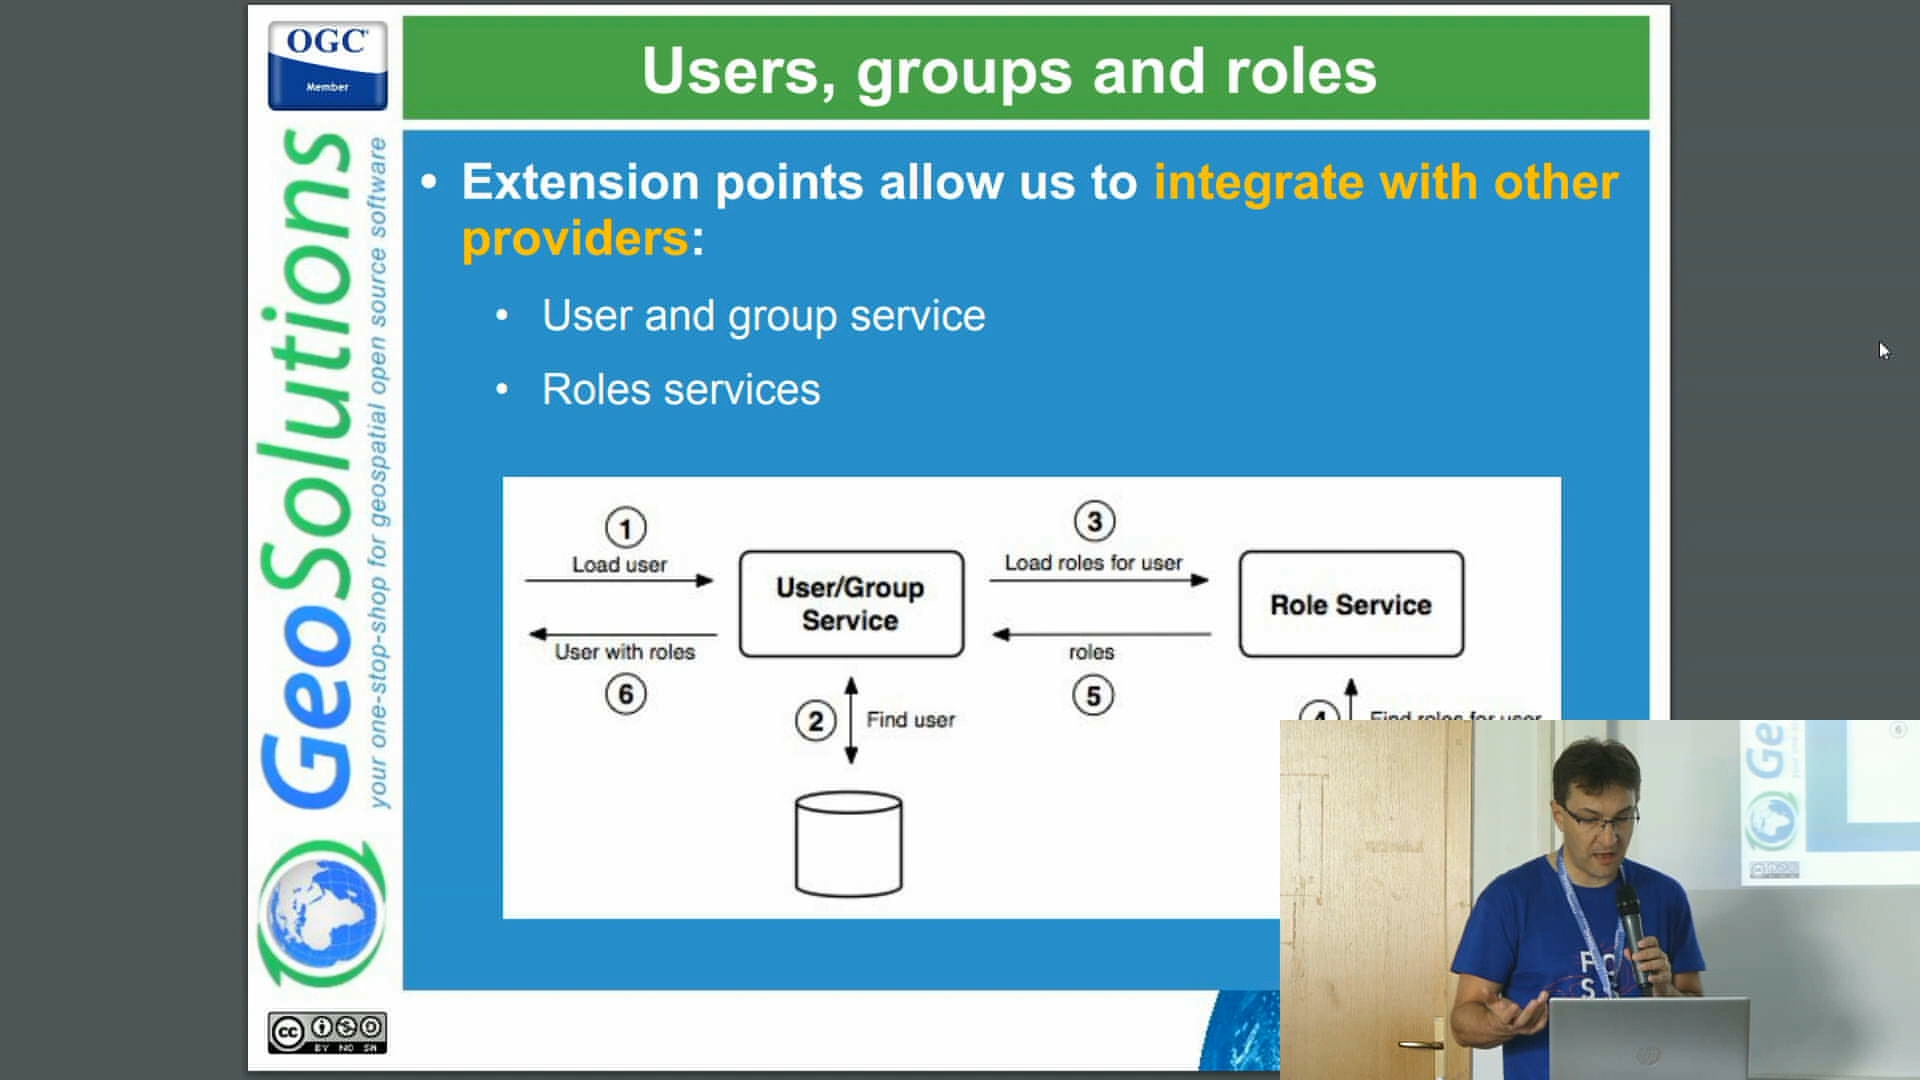 OGC
Member
Users, groups and roles
GeoSolutions
your one-stop-shop for geospatial open source software
• Extension points allow us to integrate with other
providers:
• User and group service
• Roles services
1
Load user
3
Load roles for user
User/Group
Service
Role Service
User with roles
6
roles
5
2
Find user
4
Find roles for user
Ge
6
cc
BY NC SA
hp